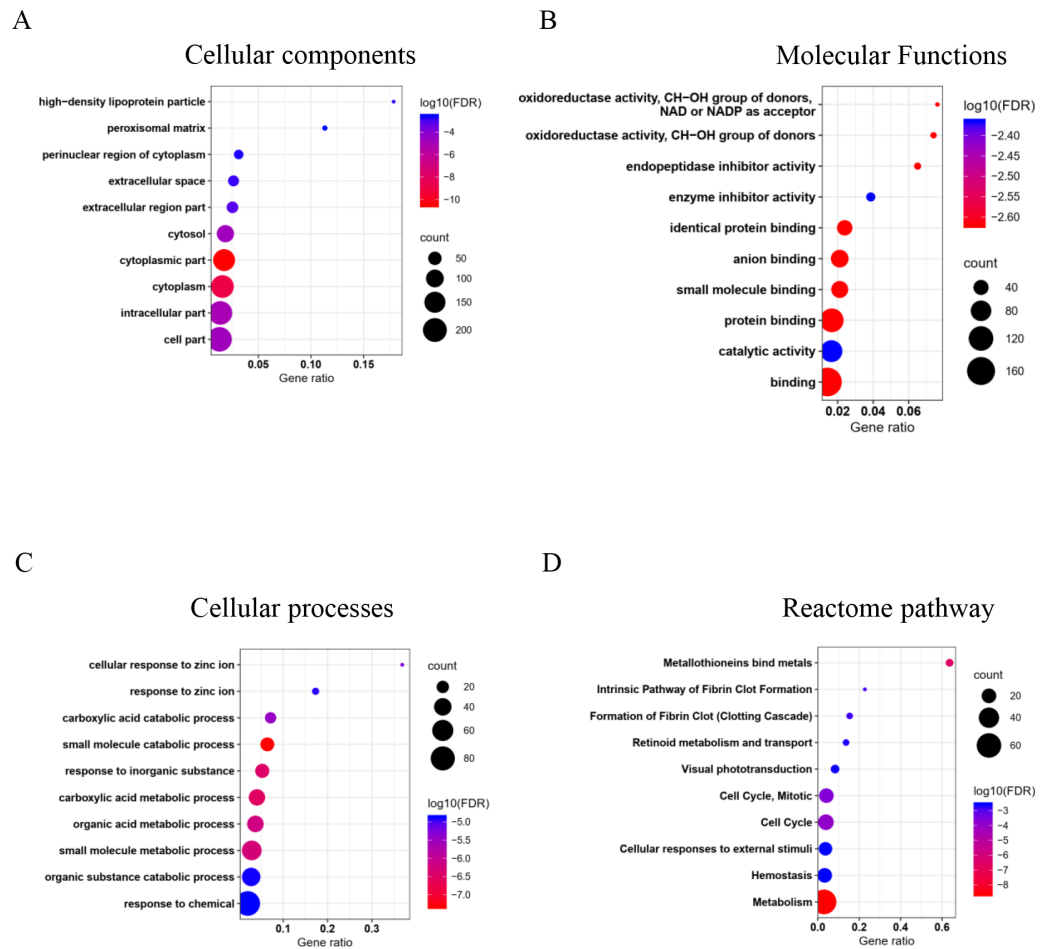 A
Cellular components
high−density lipoprotein particle
peroxisomal matrix
perinuclear region of cytoplasm
extracellular space
extracellular region part
cytosol
cytoplasmic part
cytoplasm
intracellular part
cell part
0.05 0.10 0.15
Gene ratio
log10(FDR)
−4
−6
−8
−10
count
50
100
150
200
B
Molecular Functions
oxidoreductase activity, CH−OH group of donors,
NAD or NADP as acceptor
oxidoreductase activity, CH−OH group of donors
endopeptidase inhibitor activity
enzyme inhibitor activity
identical protein binding
anion binding
small molecule binding
protein binding
catalytic activity
binding
0.02 0.04 0.06
Gene ratio
log10(FDR)
−2.40
−2.45
−2.50
−2.55
−2.60
count
40
80
120
160
C
Cellular processes
cellular response to zinc ion
response to zinc ion
carboxylic acid catabolic process
small molecule catabolic process
response to inorganic substance
carboxylic acid metabolic process
organic acid metabolic process
small molecule metabolic process
organic substance catabolic process
response to chemical
0.1 0.2 0.3
Gene ratio
count
20
40
60
80
log10(FDR)
−5.0
−5.5
−6.0
−6.5
−7.0
D
Reactome pathway
Metallothioneins bind metals
Intrinsic Pathway of Fibrin Clot Formation
Formation of Fibrin Clot (Clotting Cascade)
Retinoid metabolism and transport
Visual phototransduction
Cell Cycle, Mitotic
Cell Cycle
Cellular responses to external stimuli
Hemostasis
Metabolism
0.0 0.2 0.4 0.6
Gene ratio
count
20
40
60
log10(FDR)
−3
−4
−5
−6
−7
−8